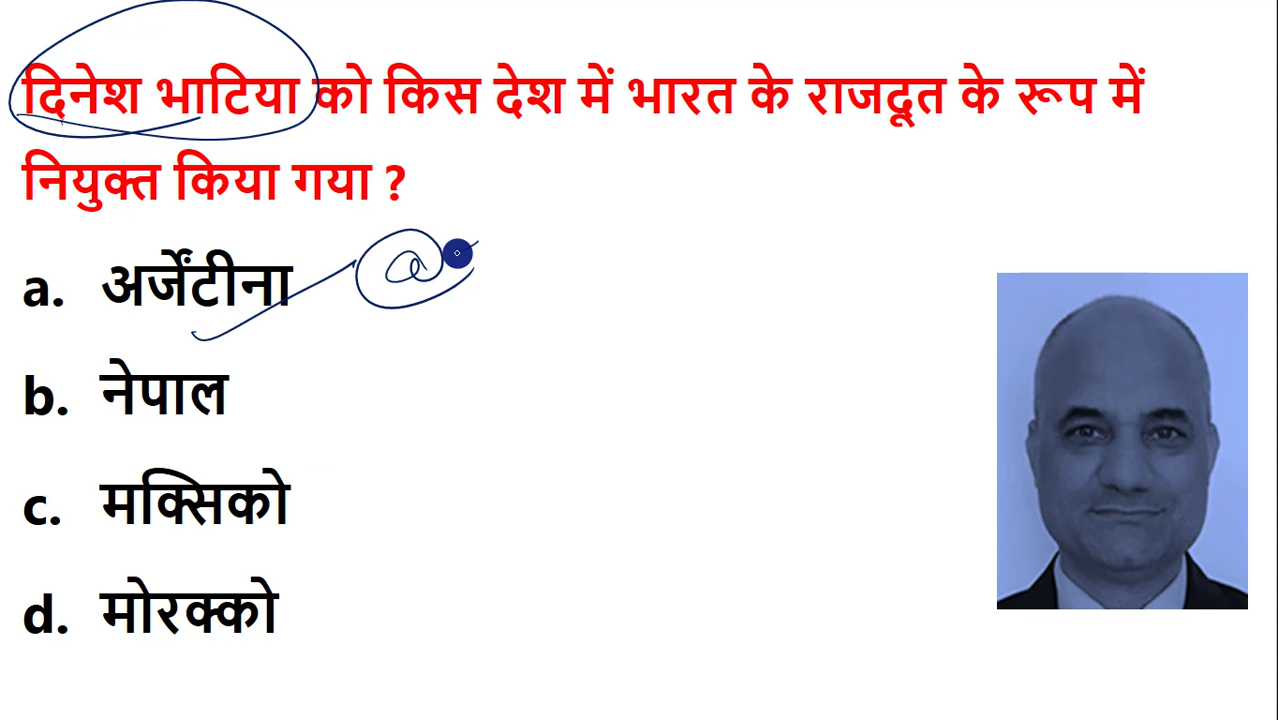 दिनेश भाटिया को किस देश में भारत के राजदूत के रूप में
नियुक्त किया गया ?
a. अर्जेंटीना @
b. नेपाल
c. मक्सिको
d. मोरक्को